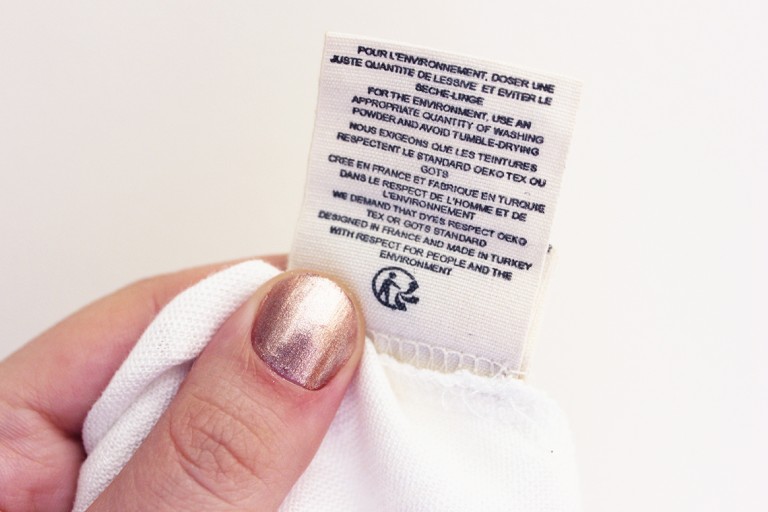 POUR L'ENVIRONNEMENT, DOSER UNE
JUSTE QUANTITE DE LESSIVE ET EVITER LE
SECHE-LINGE
FOR THE ENVIRONMENT, USE AN
APPROPRIATE QUANTITY OF WASHING
POWDER AND AVOID TUMBLE-DRYING
NOUS EXIGEONS QUE LES TEINTURES
RESPECTENT LE STANDARD OEKO TEX OU
GOTS
CREE EN FRANCE ET FABRIQUE EN TURQUIE
DANS LE RESPECT DE L'HOMME ET DE
L'ENVIRONNEMENT
WE DEMAND THAT DYES RESPECT OEKO
TEX OR GOTS STANDARD
DESIGNED IN FRANCE AND MADE IN TURKEY
WITH RESPECT FOR PEOPLE AND THE
ENVIRONMENT